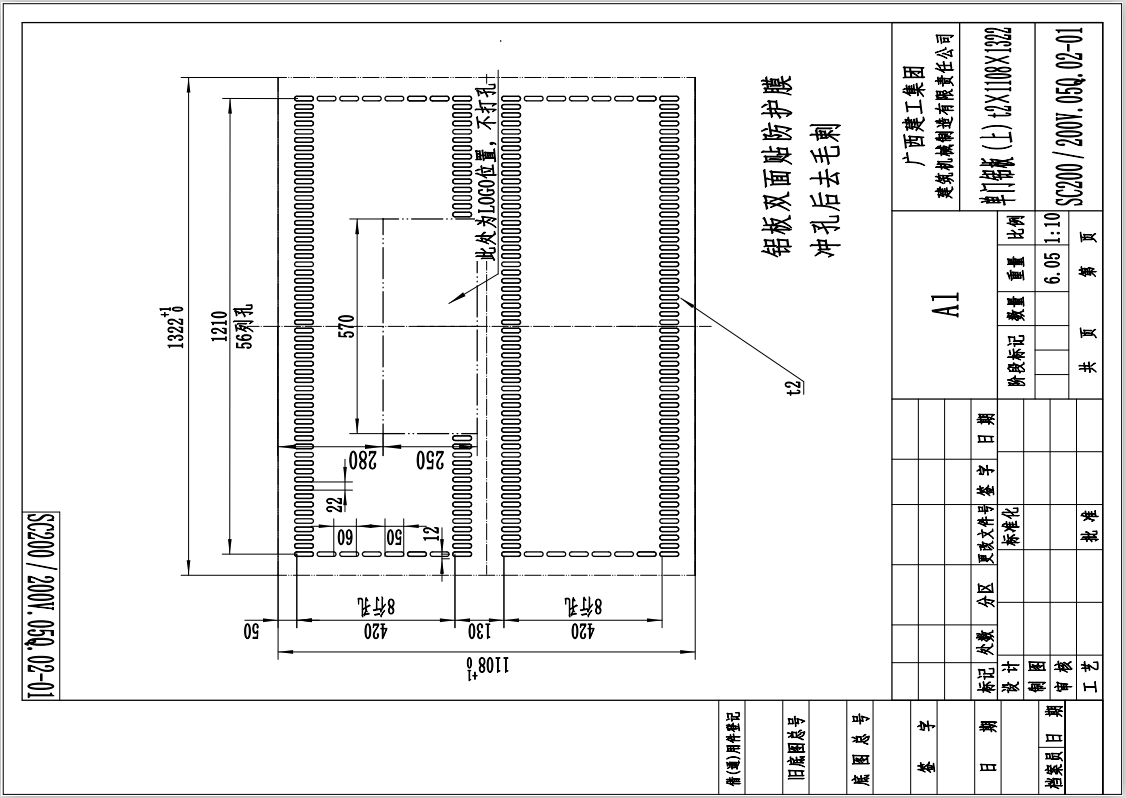 SC200/200V.05Q.02-01
1322+1 0
1210
56列孔
570
280
250
22
60
50
12
此处为LOGO位置，不打孔
t2
50
420
8行孔
130
420
8行孔
1108+1 0
铝板双面贴防护膜
冲孔后去毛刺
广西建工集团
建筑机械制造有限责任公司
单门铝板(上)t2×1108×1322
SC200/200V.05Q.02-01
A1
阶段标记 数量 重量 比例
6.05 1:10
共 页 第 页
标记 处数 分区 更改文件号 签字 日期
设计 标准化
制图
审核
工艺 批准
借(通)用件登记
旧底图总号
底图总号
签字
日期
档案员 日期